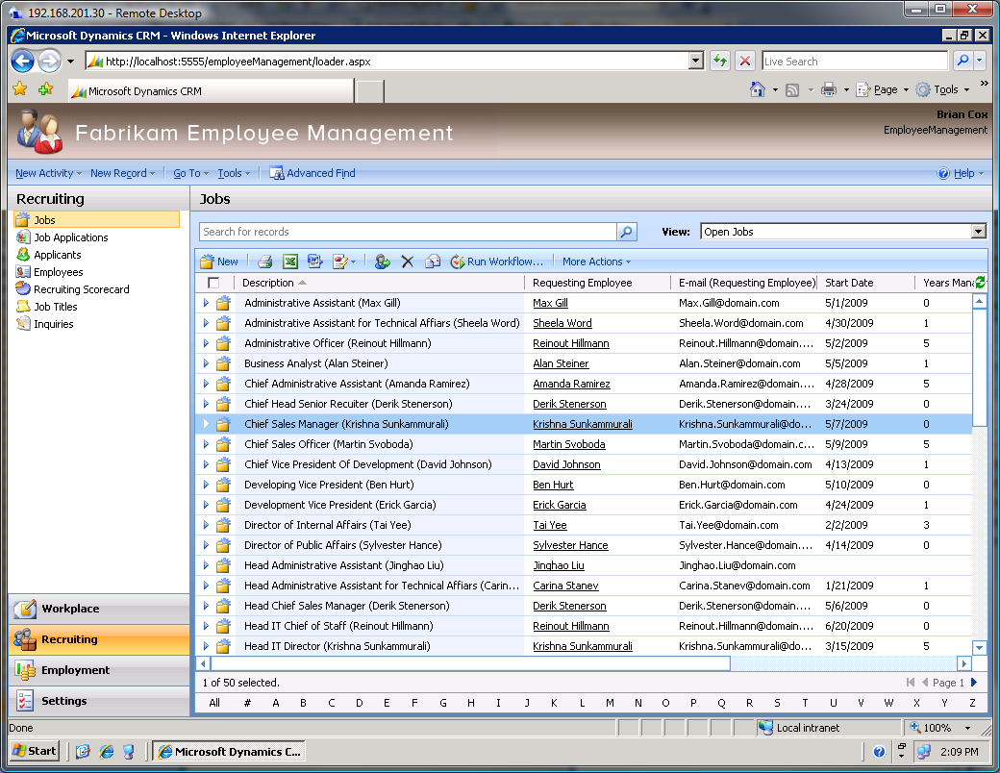 192.168.201.30 - Remote Desktop
Microsoft Dynamics CRM - Windows Internet Explorer
http://localhost:5555/employeeManagement/loader.aspx
Live Search
Microsoft Dynamics CRM
Page
Tools
»
Fabrikam Employee Management
Brian Cox
EmployeeManagement
New Activity New Record Go To Tools Advanced Find Help
Recruiting
Jobs
Job Applications
Applicants
Employees
Recruiting Scorecard
Job Titles
Inquiries
Workplace
Recruiting
Employment
Settings
Jobs
Search for records
View: Open Jobs
New Run Workflow... More Actions
Description Requesting Employee E-mail (Requesting Employee) Start Date Years Mana
Administrative Assistant (Max Gill) Max Gill Max.Gill@domain.com 5/1/2009 0
Administrative Assistant for Technical Affiars (Sheela Word) Sheela Word Sheela.Word@domain.com 4/30/2009 1
Administrative Officer (Reinout Hillmann) Reinout Hillmann Reinout.Hillmann@domain.... 5/2/2009 5
Business Analyst (Alan Steiner) Alan Steiner Alan.Steiner@domain.com 5/5/2009 1
Chief Administrative Assistant (Amanda Ramirez) Amanda Ramirez Amanda.Ramirez@domain.... 4/28/2009 5
Chief Head Senior Recuiter (Derik Stenerson) Derik Stenerson Derik.Stenerson@domain.... 3/24/2009 0
Chief Sales Manager (Krishna Sunkammurali) Krishna Sunkammurali Krishna.Sunkammurali@do... 5/7/2009 0
Chief Sales Officer (Martin Svoboda) Martin Svoboda Martin.Svoboda@domain.c... 5/9/2009 5
Chief Vice President Of Development (David Johnson) David Johnson David.Johnson@domain.com 4/13/2009 1
Developing Vice President (Ben Hurt) Ben Hurt Ben.Hurt@domain.com 5/10/2009 0
Development Vice President (Erick Garcia) Erick Garcia Erick.Garcia@domain.com 4/24/2009 1
Director of Internal Affairs (Tai Yee) Tai Yee Tai.Yee@domain.com 2/2/2009 3
Director of Public Affairs (Sylvester Hance) Sylvester Hance Sylvester.Hance@domain.... 4/14/2009 0
Head Administrative Assistant (Jinghao Liu) Jinghao Liu Jinghao.Liu@domain.com
Head Administrative Assistant for Technical Affiars (Carin... Carina Stanev Carina.Stanev@domain.com 1/21/2009 1
Head Chief Sales Manager (Derik Stenerson) Derik Stenerson Derik.Stenerson@domain.... 5/6/2009 0
Head IT Chief of Staff (Reinout Hillmann) Reinout Hillmann Reinout.Hillmann@domain.... 6/20/2009 0
Head IT Director (Krishna Sunkammurali) Krishna Sunkammurali Krishna.Sunkammurali@do... 3/15/2009 5
1 of 50 selected. Page 1
All # A B C D E F G H I J K L M N O P Q R S T U V W X Y Z
Done Local intranet 100%
Start Microsoft Dynamics C... 2:09 PM